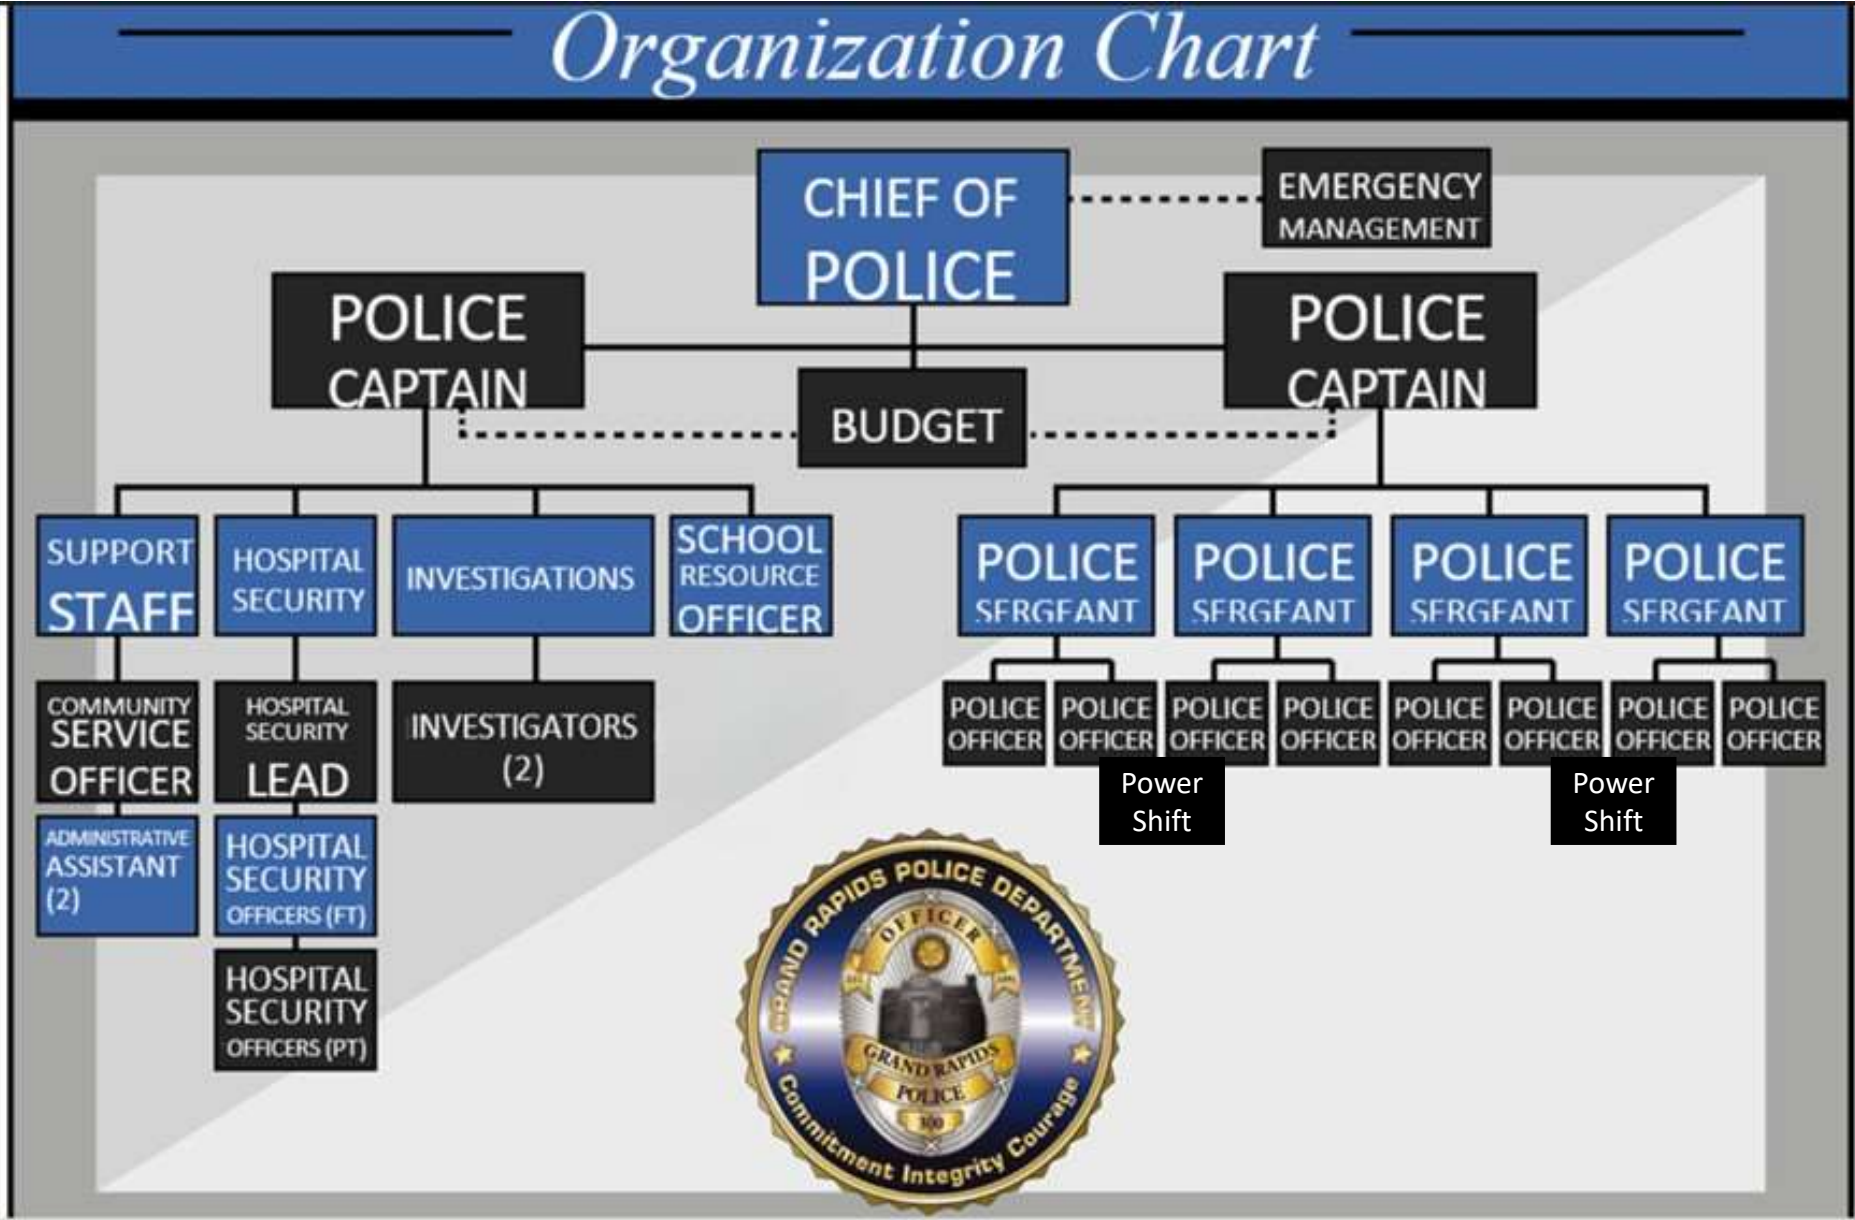 Organization Chart
CHIEF OF
POLICE
EMERGENCY
MANAGEMENT
POLICE
CAPTAIN
POLICE
CAPTAIN
BUDGET
SUPPORT
STAFF
HOSPITAL
SECURITY
INVESTIGATIONS
SCHOOL
RESOURCE
OFFICER
POLICE
SERGEANT
POLICE
SERGEANT
POLICE
SERGEANT
POLICE
SERGEANT
COMMUNITY
SERVICE
OFFICER
HOSPITAL
SECURITY
LEAD
INVESTIGATORS
(2)
POLICE
OFFICER
POLICE
OFFICER
POLICE
OFFICER
POLICE
OFFICER
POLICE
OFFICER
POLICE
OFFICER
POLICE
OFFICER
POLICE
OFFICER
Power
Shift
Power
Shift
ADMINISTRATIVE
ASSISTANT
(2)
HOSPITAL
SECURITY
OFFICERS (FT)
HOSPITAL
SECURITY
OFFICERS (PT)
GRAND RAPIDS POLICE DEPARTMENT
OFFICER
GRAND RAPIDS
POLICE
300
Commitment Integrity Courage